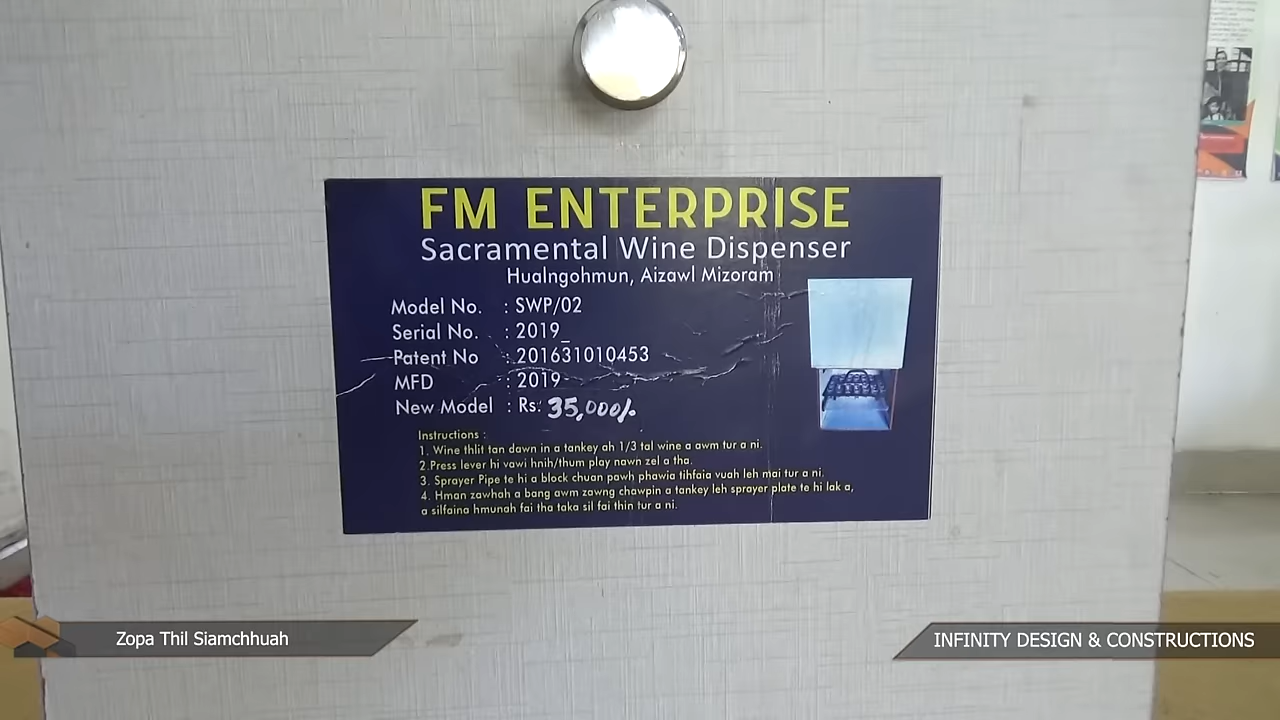 FM ENTERPRISE
Sacramental Wine Dispenser
Hualngohmun, Aizawl Mizoram
Model No. : SWP/02
Serial No. : 2019_
Patent No : 201631010453
MFD : 2019
New Model : Rs. 35,000/-
Instructions :
1. Wine thlit tan dawn in a tankey ah 1/3 tal wine a awm tur a ni.
2.Press lever hi vawi hnih/thum play nawn zel a tha.
3. Sprayer Pipe te hi a block chuan pawh phawia tihfaia vuah leh mai tur a ni.
4. Hman zawhah a bang awm zawng chawpin a tankey leh sprayer plate te hi lak a,
a silfaina hmunah fai tha taka sil fai thin tur a ni.
Zopa Thil Siamchhuah
INFINITY DESIGN & CONSTRUCTIONS